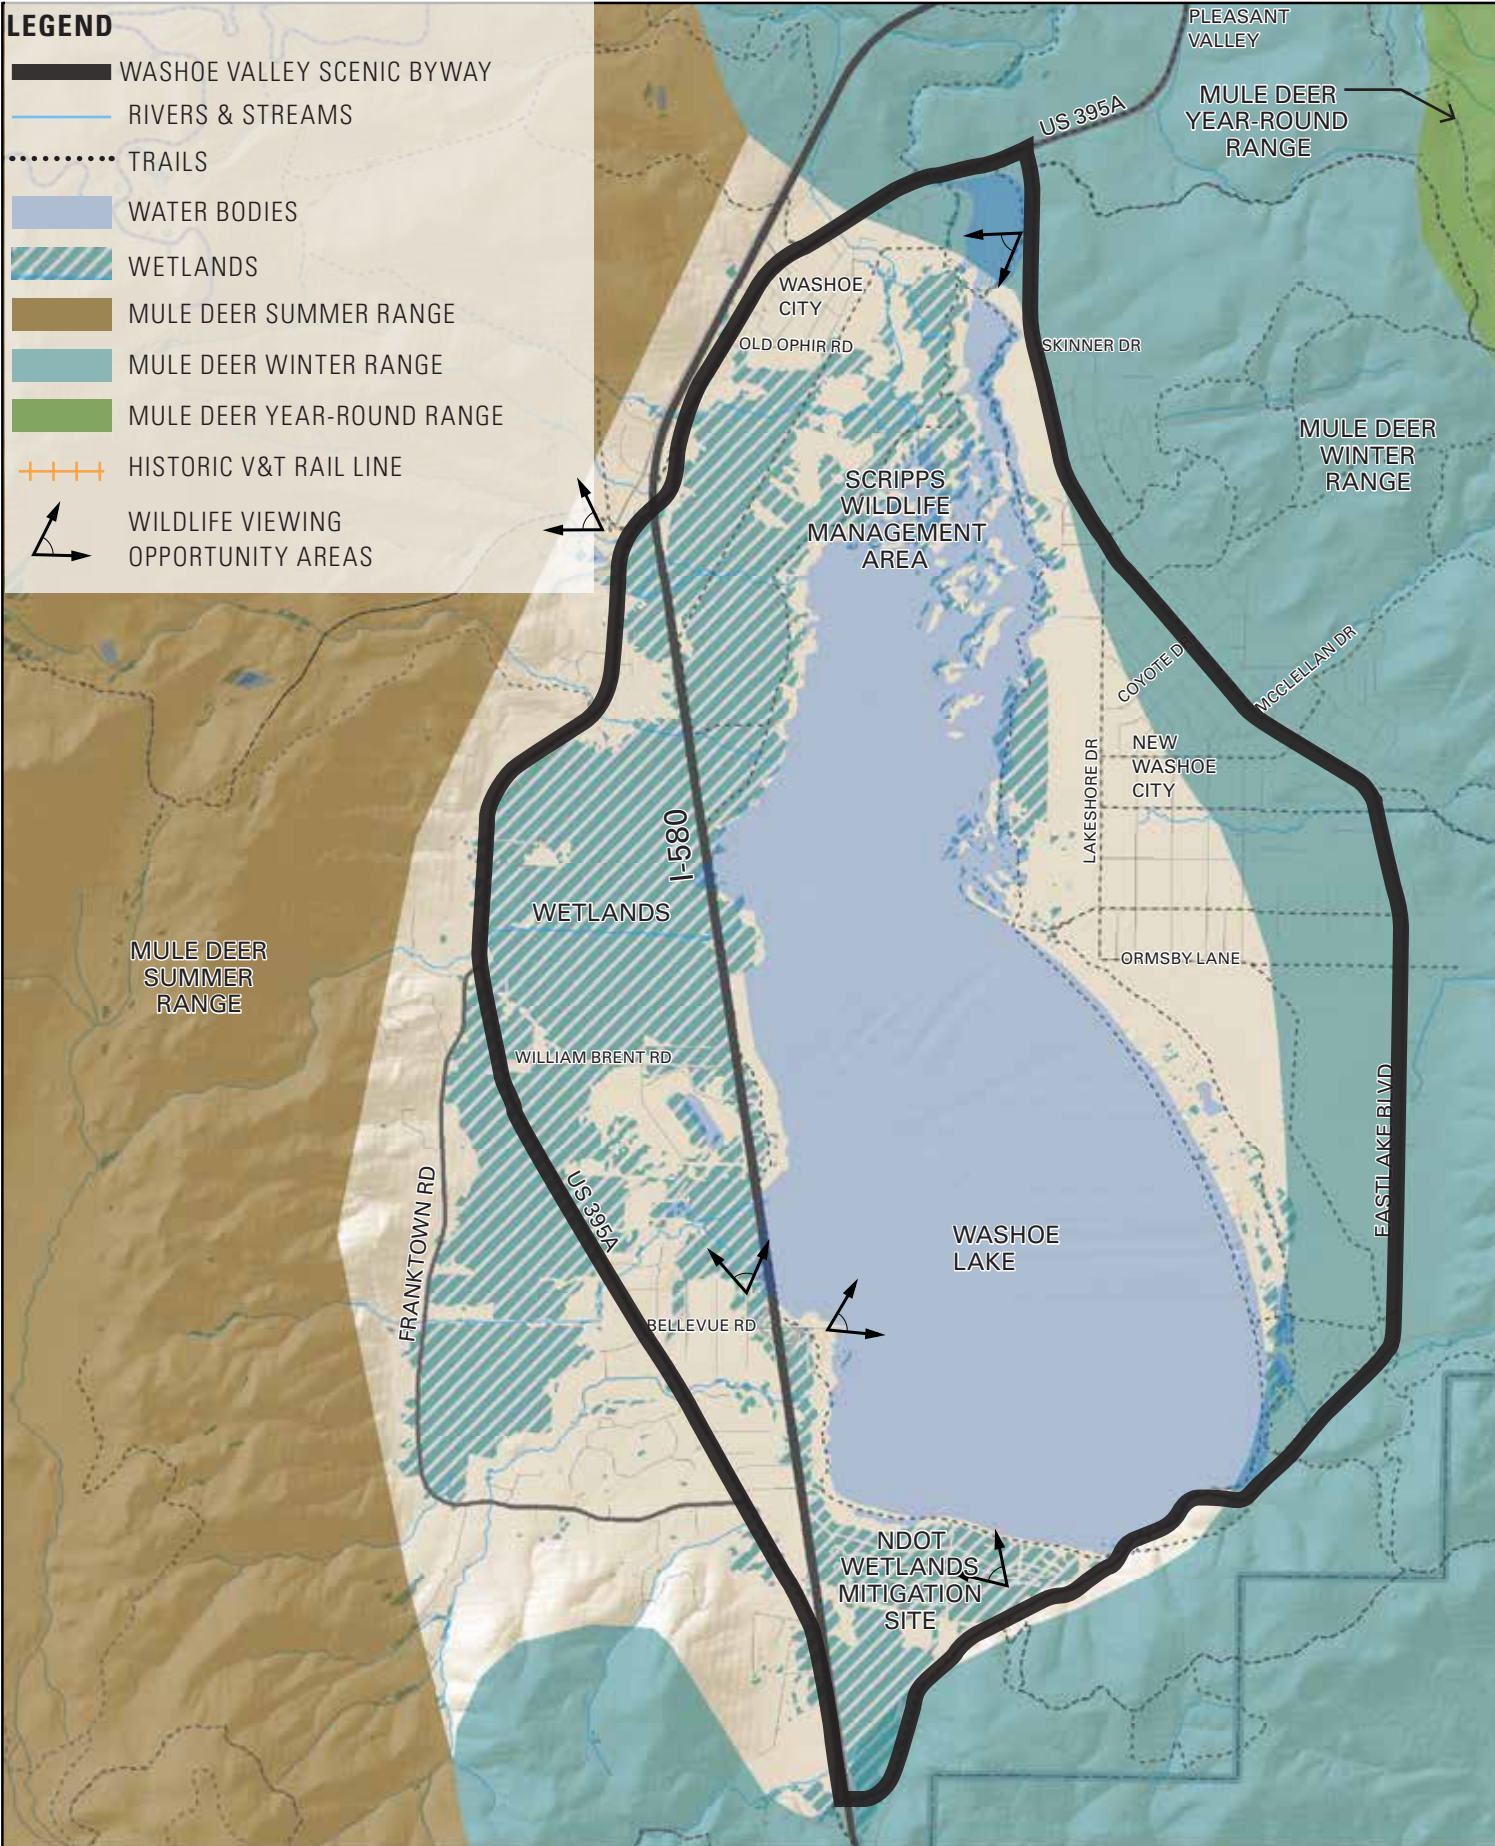 LEGEND
WASHOE VALLEY SCENIC BYWAY
RIVERS & STREAMS
TRAILS
WATER BODIES
WETLANDS
MULE DEER SUMMER RANGE
MULE DEER WINTER RANGE
MULE DEER YEAR-ROUND RANGE
HISTORIC V&T RAIL LINE
WILDLIFE VIEWING
OPPORTUNITY AREAS
PLEASANT
VALLEY
MULE DEER
YEAR-ROUND
RANGE
US 395A
WASHOE
CITY
OLD OPHIR RD
SKINNER DR
MULE DEER
WINTER
RANGE
SCRIPPS
WILDLIFE
MANAGEMENT
AREA
COYOTE DR
MCCLELLAN DR
NEW
WASHOE
CITY
LAKESHORE DR
I-580
WETLANDS
MULE DEER
SUMMER
RANGE
ORMSBY LANE
WILLIAM BRENT RD
EASTLAKE BLVD
FRANKTOWN RD
US 395A
WASHOE
LAKE
BELLEVUE RD
NDOT
WETLANDS
MITIGATION
SITE